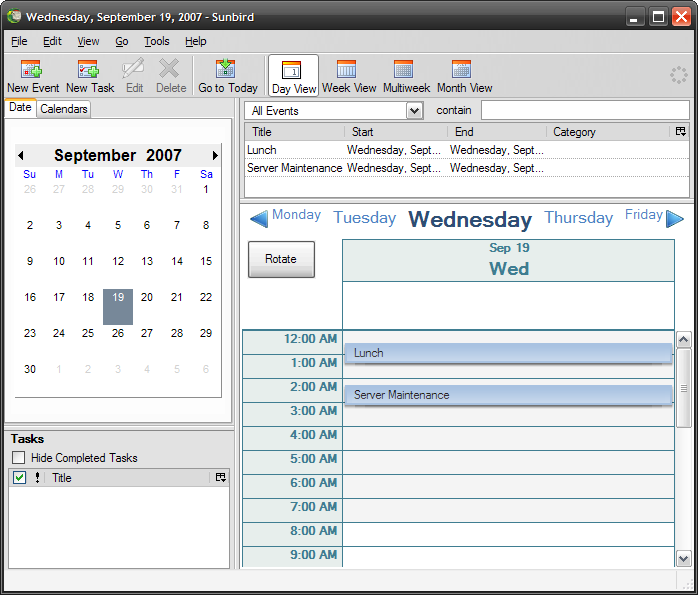 Wednesday, September 19, 2007 - Sunbird
File Edit View Go Tools Help
New Event New Task Edit Delete Go to Today Day View Week View Multiweek Month View
Date Calendars
September 2007
Su M Tu W T F Sa
26 27 28 29 30 31 1
2 3 4 5 6 7 8
9 10 11 12 13 14 15
16 17 18 19 20 21 22
23 24 25 26 27 28 29
30 1 2 3 4 5 6
Tasks
Hide Completed Tasks
! Title
All Events contain
Title Start End Category
Lunch Wednesday, Sept... Wednesday, Sept...
Server Maintenance Wednesday, Sept... Wednesday, Sept...
Monday Tuesday Wednesday Thursday Friday
Rotate
Sep 19
Wed
12:00 AM
Lunch
1:00 AM
2:00 AM
Server Maintenance
3:00 AM
4:00 AM
5:00 AM
6:00 AM
7:00 AM
8:00 AM
9:00 AM